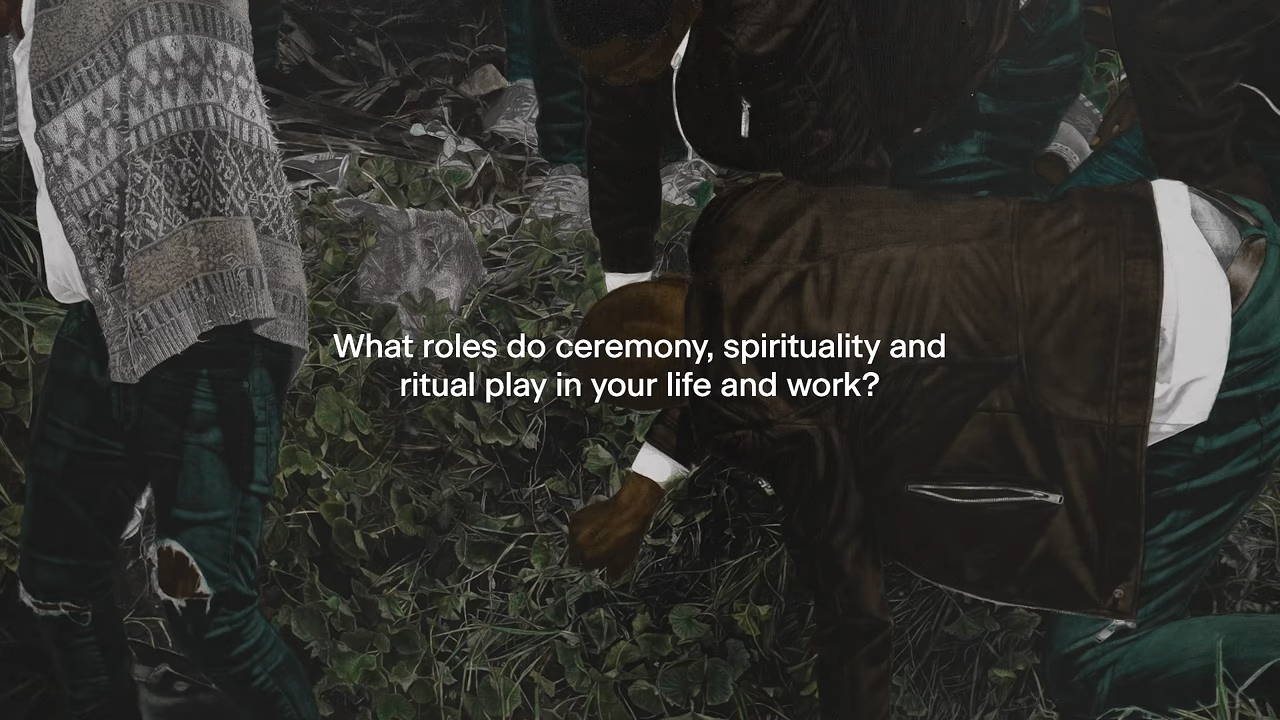 What roles do ceremony, spirituality and
ritual play in your life and work?